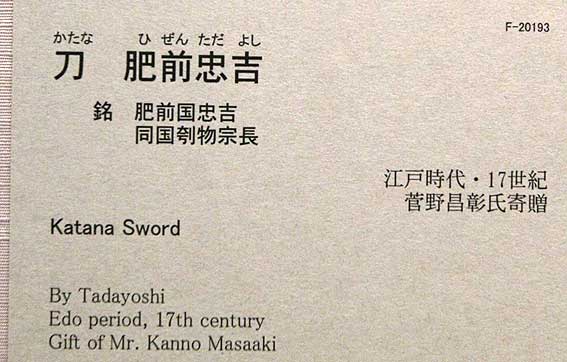 F-20193
かたな ひ ぜん ただ よし
刀 肥前忠吉
銘 肥前国忠吉
同国刳物宗長
江戸時代・17世紀
菅野昌彰氏寄贈
Katana Sword
By Tadayoshi
Edo period, 17th century
Gift of Mr. Kanno Masaaki